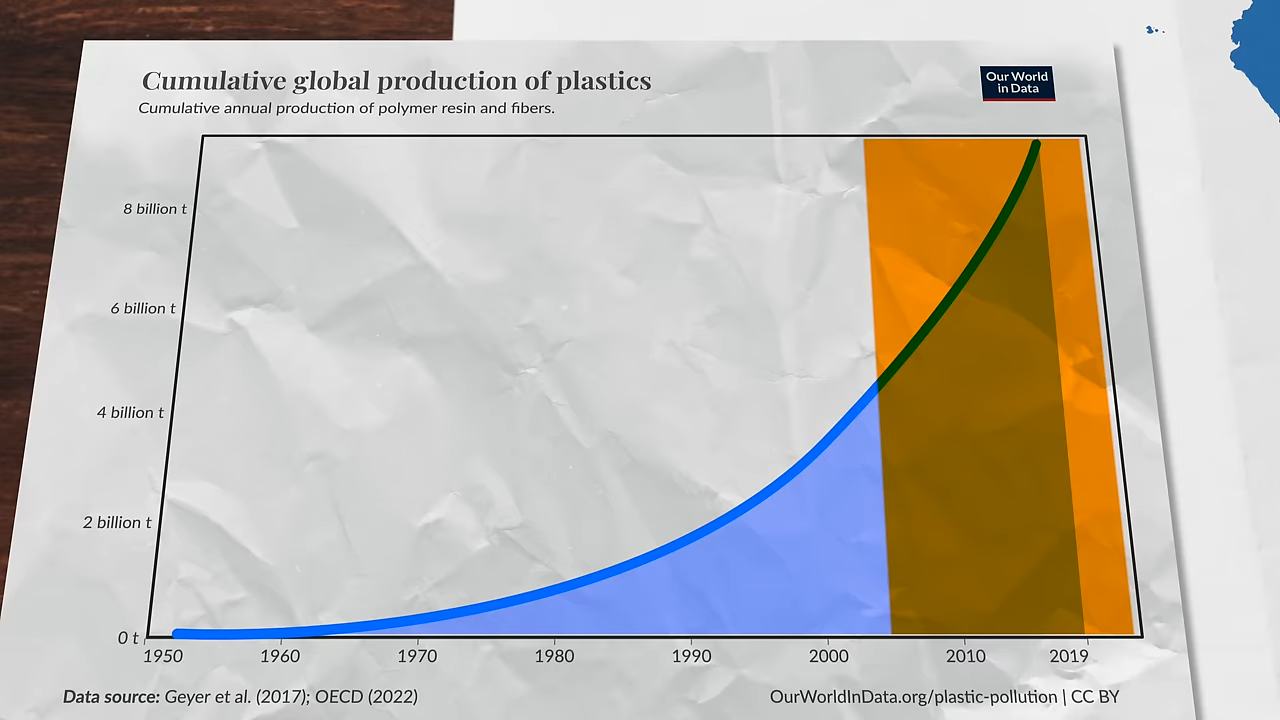 Cumulative global production of plastics
Cumulative annual production of polymer resin and fibers.
Our World
in Data
8 billion t
6 billion t
4 billion t
2 billion t
0 t
1950 1960 1970 1980 1990 2000 2010 2019
Data source: Geyer et al. (2017); OECD (2022)
OurWorldInData.org/plastic-pollution | CC BY